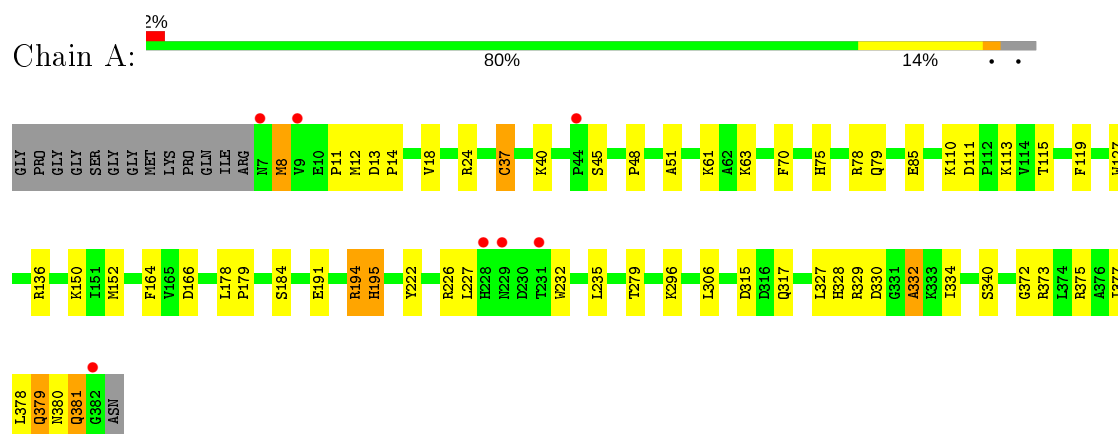 2%
Chain A:
80% 14% • •
GLY PRO GLY GLY SER GLY GLY MET LYS PRO GLN ILE ARG N7 M8 V9 E10 P11 M12 D13 P14 V18 R24 C37 K40 P44 S45 P48 A51 K61 A62 K63 F70 H75 R78 Q79 E85 K110 D111 P112 K113 V114 T115 F119 W127
R136 K150 I151 M152 F164 V165 D166 L178 P179 S184 E191 R194 H195 Y222 R226 L227 H228 N229 D230 T231 W232 L235 T279 K296 L306 D315 D316 Q317 L327 H328 R329 D330 G331 A332 K333 I334 S340 G372 R373 L374 R375 A376 I377
L378 Q379 N380 Q381 G382 ASN